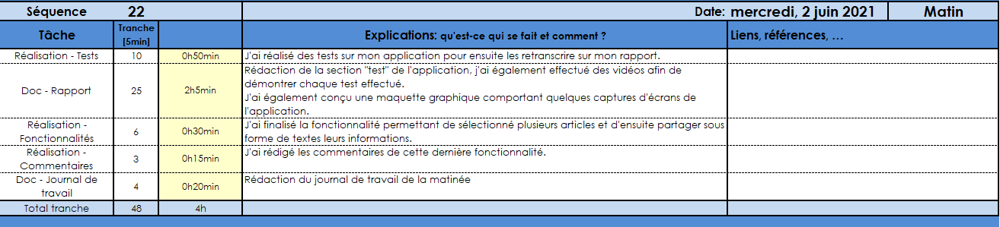 Séquence 22 Date: mercredi, 2 juin 2021 Matin
Tâche Tranche [5min] Explications: qu'est-ce qui se fait et comment ? Liens, références, ...
Réalisation - Tests 10 0h50min J'ai réalisé des tests sur mon application pour ensuite les retranscrire sur mon rapport.
Doc - Rapport 25 2h5min Rédaction de la section "test" de l'application, j'ai également effectué des vidéos afin de
démontrer chaque test effectué.
J'ai également conçu une maquette graphique comportant quelques captures d'écrans de
l'application.
Réalisation -
Fonctionnalités 6 0h30min J'ai finalisé la fonctionnalité permettant de sélectionné plusieurs articles et d'ensuite partager sous
forme de textes leurs informations.
Réalisation -
Commentaires 3 0h15min J'ai rédigé les commentaires de cette dernière fonctionnalité.
Doc - Journal de
travail 4 0h20min Rédaction du journal de travail de la matinée
Total tranche 48 4h